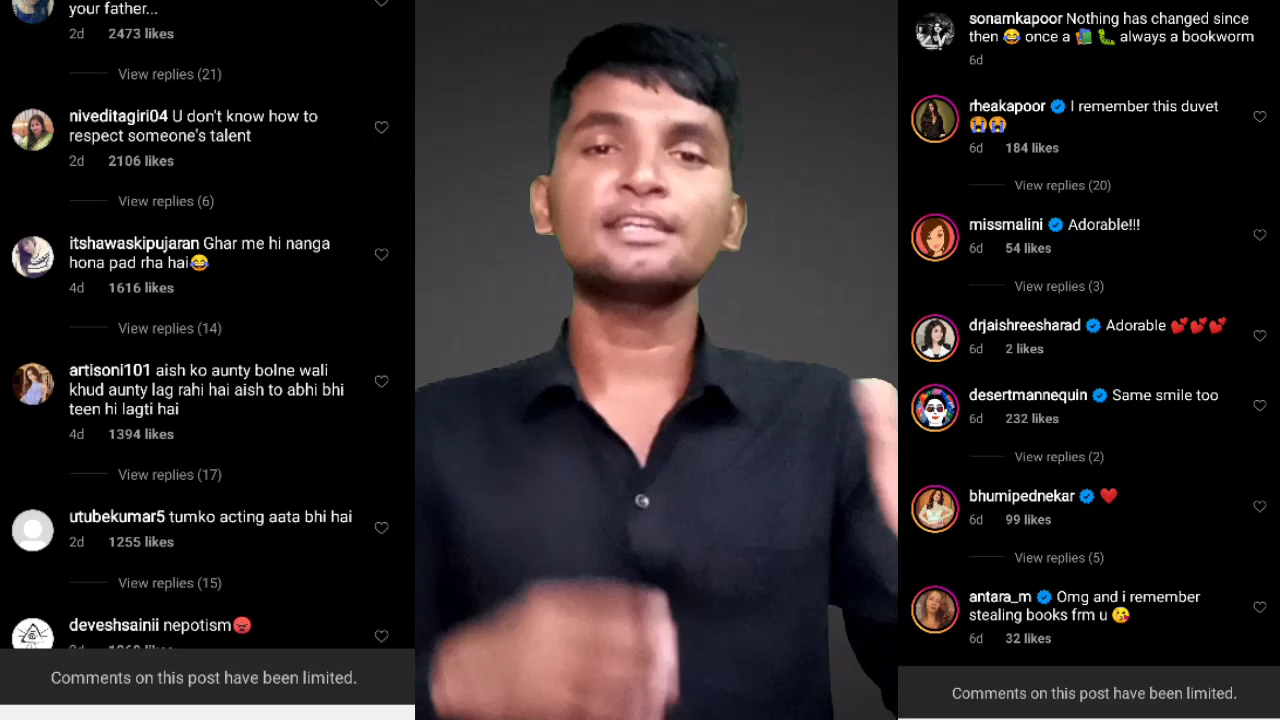 your father...
2d 2473 likes
View replies (21)
niveditagiri04 U don't know how to
respect someone's talent
2d 2106 likes
View replies (6)
itshawaskipujaran Ghar me hi nanga
hona pad rha hai😂
4d 1616 likes
View replies (14)
artisoni101 aish ko aunty bolne wali
khud aunty lag rahi hai aish to abhi bhi
teen hi lagti hai
4d 1394 likes
View replies (17)
utubekumar5 tumko acting aata bhi hai
2d 1255 likes
View replies (15)
deveshsainii nepotism😡
Comments on this post have been limited.
sonamkapoor Nothing has changed since
then 😂 once a 📚 🐛 always a bookworm
6d
rheakapoor I remember this duvet
😭😭
6d 184 likes
View replies (20)
missmalini Adorable!!!
6d 54 likes
View replies (3)
drjaishreesharad Adorable 💕💕💕
6d 2 likes
desertmannequin Same smile too
6d 232 likes
View replies (2)
bhumipednekar ❤️
6d 99 likes
View replies (5)
antara_m Omg and i remember
stealing books frm u 😘
6d 32 likes
Comments on this post have been limited.